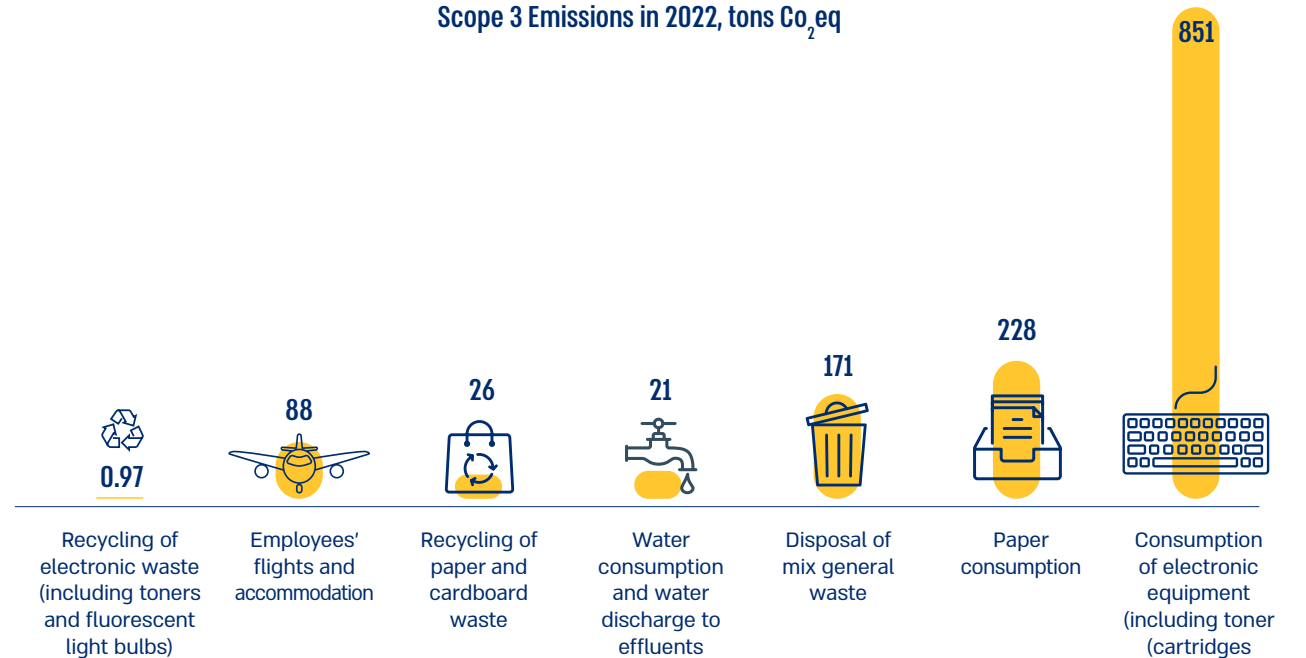 Scope 3 Emissions in 2022, tons Co₂eq
0.97
88
26
21
171
228
851
Recycling of
electronic waste
(including toners
and fluorescent
light bulbs)
Employees'
flights and
accommodation
Recycling of
paper and
cardboard
waste
Water
consumption
and water
discharge to
effluents
Disposal of
mix general
waste
Paper
consumption
Consumption
of electronic
equipment
(including toner
(cartridges